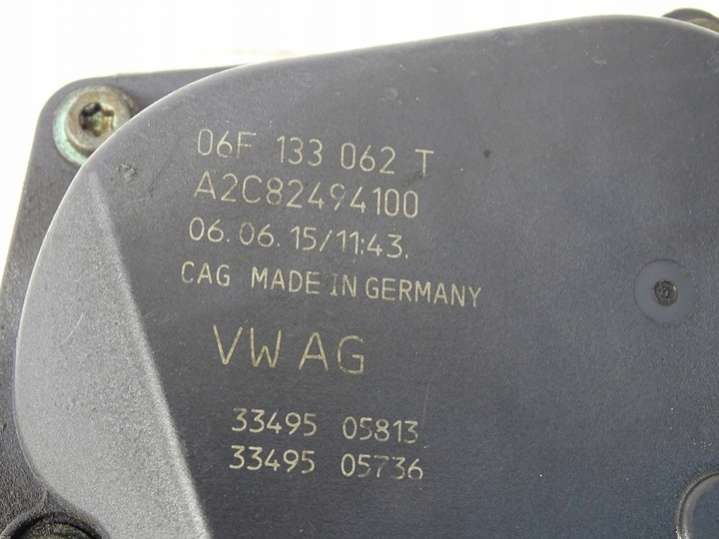 06F 133 062 T
A2C82494100
06.06.15/11:43.
CAG MADE IN GERMANY
VW AG
33495 05813
33495 05736